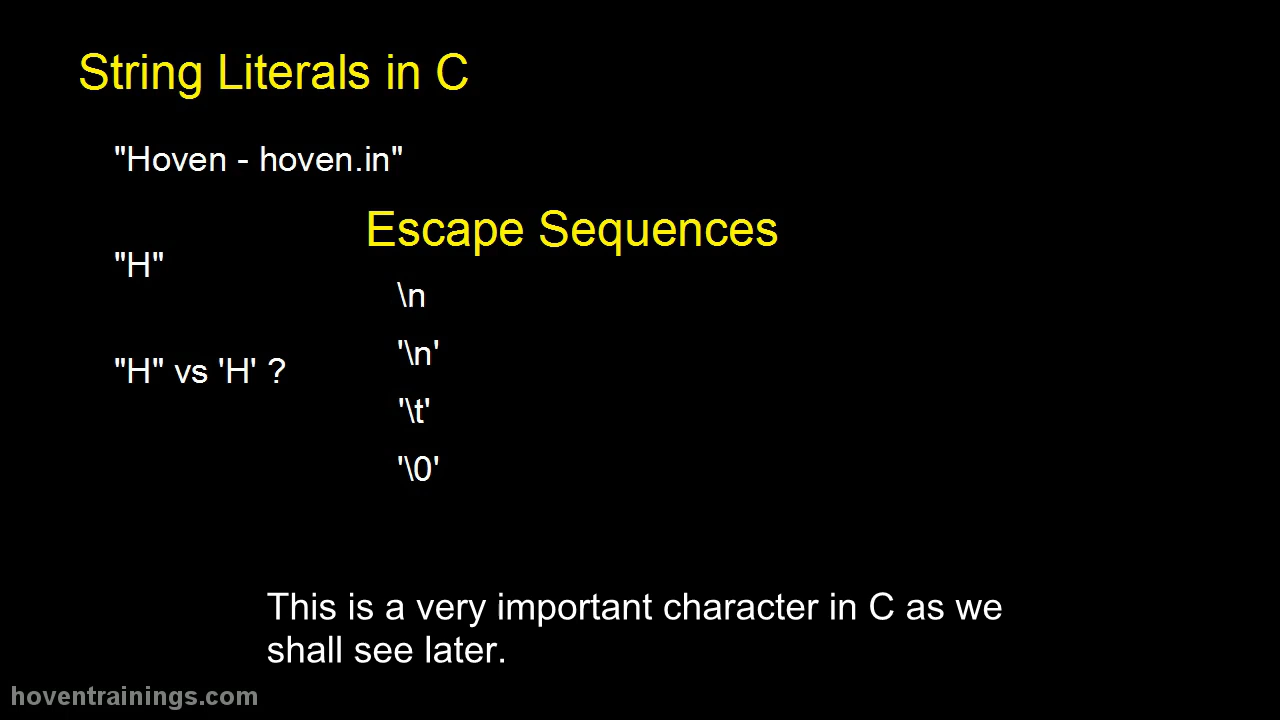 String Literals in C
"Hoven - hoven.in"
Escape Sequences
"H"
\n
'\n'
"H" vs 'H' ?
'\t'
'\0'
This is a very important character in C as we
shall see later.
hoventrainings.com